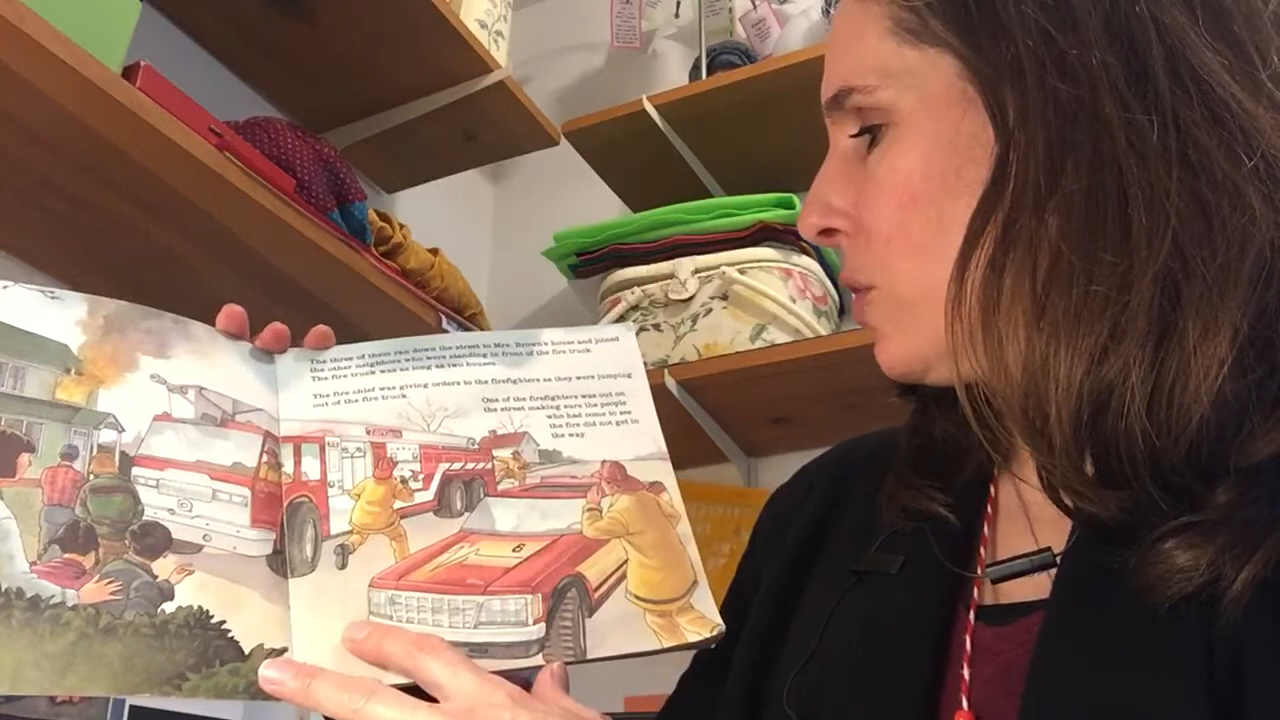 The three of them ran down the street to Mrs. Brown's house and joined
the other neighbors who were standing in front of the fire truck.
The fire truck was as long as two houses.
The fire chief was giving orders to the firefighters as they were jumping
out of the fire truck.
One of the firefighters was out on
the street making sure the people
who had come to see
the fire did not get in
the way.
6